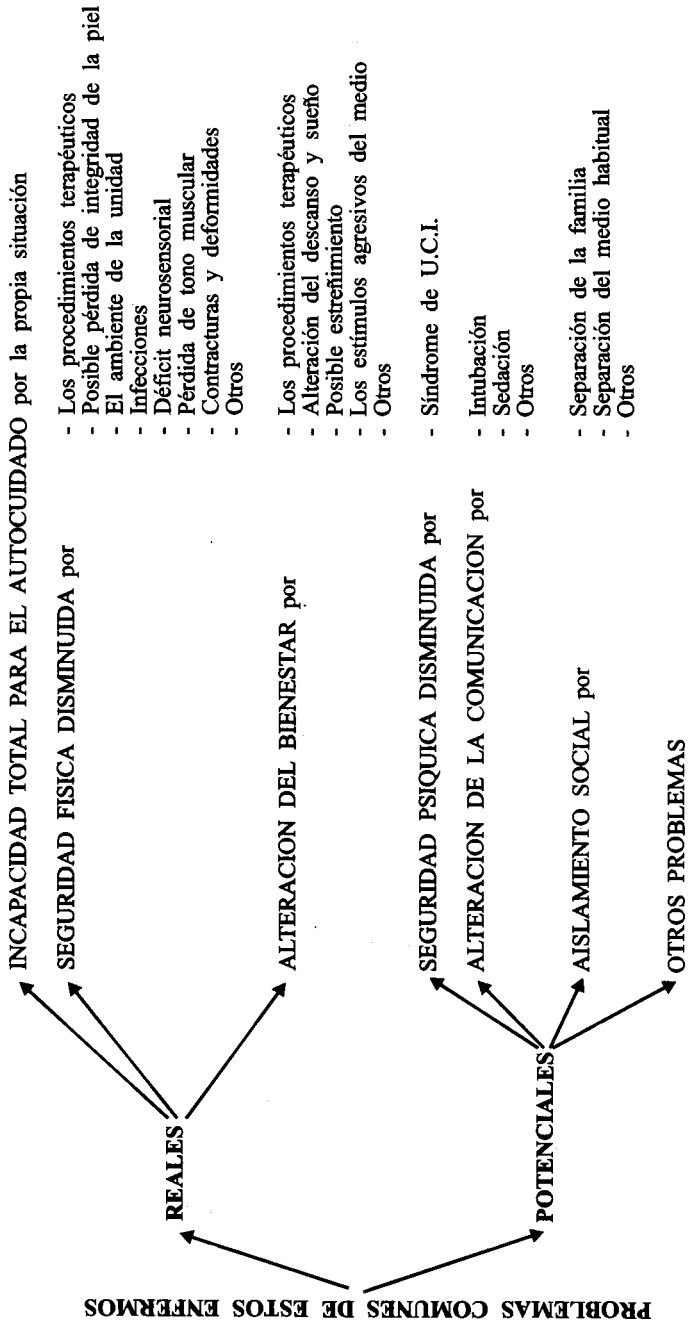 PROBLEMAS COMUNES DE ESTOS ENFERMOS
REALES
INCAPACIDAD TOTAL PARA EL AUTOCUIDADO por la propia situación
SEGURIDAD FISICA DISMINUIDA por
- Los procedimientos terapéuticos
- Posible pérdida de integridad de la piel
- El ambiente de la unidad
- Infecciones
- Déficit neurosensorial
- Pérdida de tono muscular
- Contracturas y deformidades
- Otros
ALTERACION DEL BIENESTAR por
- Los procedimientos terapéuticos
- Alteración del descanso y sueño
- Posible estreñimiento
- Los estímulos agresivos del medio
- Otros
POTENCIALES
SEGURIDAD PSIQUICA DISMINUIDA por
- Síndrome de U.C.I.
ALTERACION DE LA COMUNICACION por
- Intubación
- Sedación
- Otros
AISLAMIENTO SOCIAL por
- Separación de la familia
- Separación del medio habitual
- Otros
OTROS PROBLEMAS